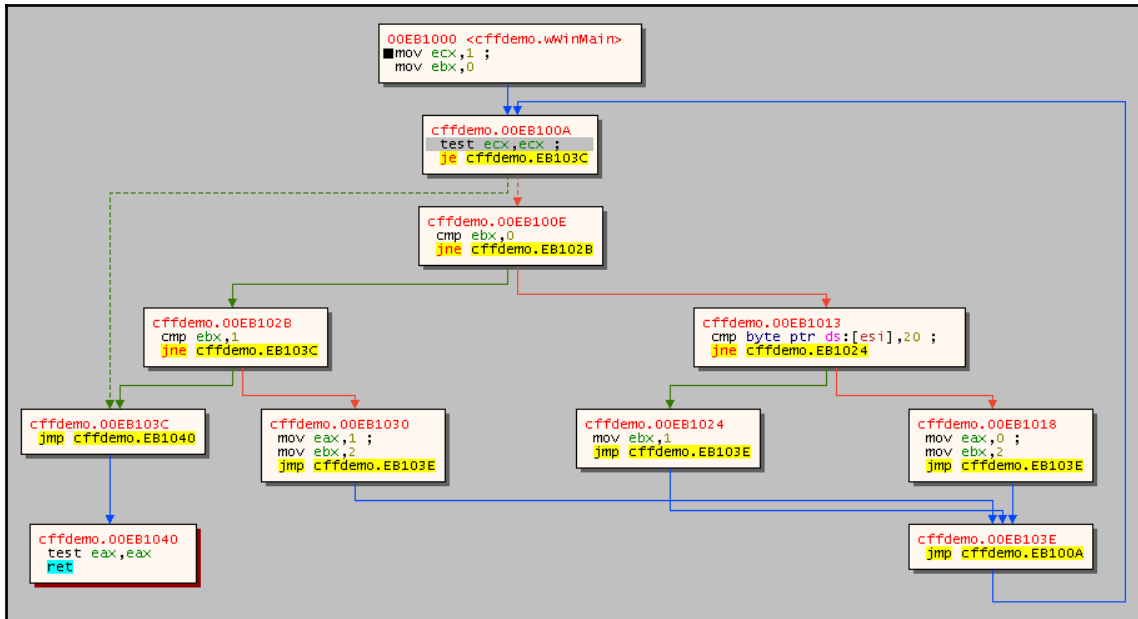 00EB1000 <cffdemo.wWinMain>
mov ecx,1 ;
mov ebx,0
cffdemo.00EB100A
test ecx,ecx ;
je cffdemo.EB103C
cffdemo.00EB100E
cmp ebx,0
jne cffdemo.EB102B
cffdemo.00EB102B
cmp ebx,1
jne cffdemo.EB103C
cffdemo.00EB1013
cmp byte ptr ds:[esi],20 ;
jne cffdemo.EB1024
cffdemo.00EB103C
jmp cffdemo.EB1040
cffdemo.00EB1030
mov eax,1 ;
mov ebx,2
jmp cffdemo.EB103E
cffdemo.00EB1024
mov ebx,1
jmp cffdemo.EB103E
cffdemo.00EB1018
mov eax,0 ;
mov ebx,2
jmp cffdemo.EB103E
cffdemo.00EB1040
test eax,eax
ret
cffdemo.00EB103E
jmp cffdemo.EB100A